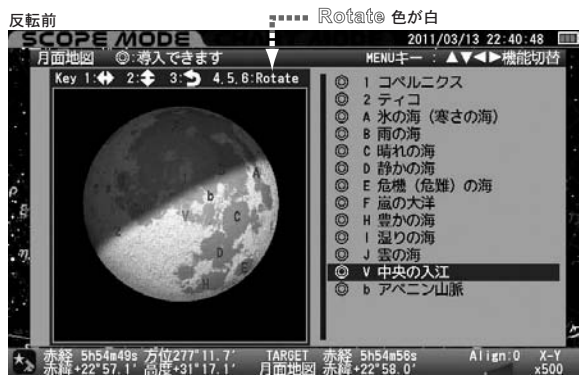 反転前
Rotate 色が白
SCOPE MODE
2011/03/13 22:40:48
月面地図 ◎:導入できます
MENUキー : ▲▼◀▶機能切替
Key 1:↔ 2:↕ 3:⮌ 4,5,6:Rotate
◎ 1 コペルニクス
◎ 2 ティコ
◎ A 氷の海（寒さの海）
◎ B 雨の海
◎ C 晴れの海
◎ D 静かの海
◎ E 危機（危難）の海
◎ F 嵐の大洋
◎ H 豊かの海
◎ I 湿りの海
◎ J 雲の海
◎ V 中央の入江
◎ b アペニン山脈
A
b
V
C
2
D
E
H
赤経 5h54m49s 方位277°11.7′ TARGET 赤経 5h54m56s Align:0 X-Y
赤緯+22°57.1′ 高度+31°17.1′ 月面地図 赤緯+22°58.0′ x500